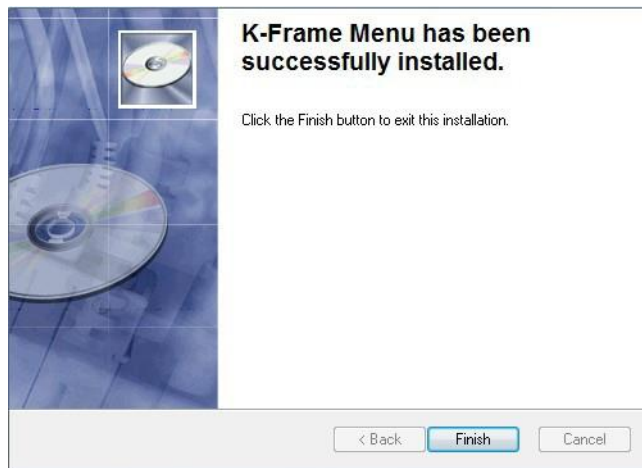 K-Frame Menu has been
successfully installed.
Click the Finish button to exit this installation.
< Back
Finish
Cancel